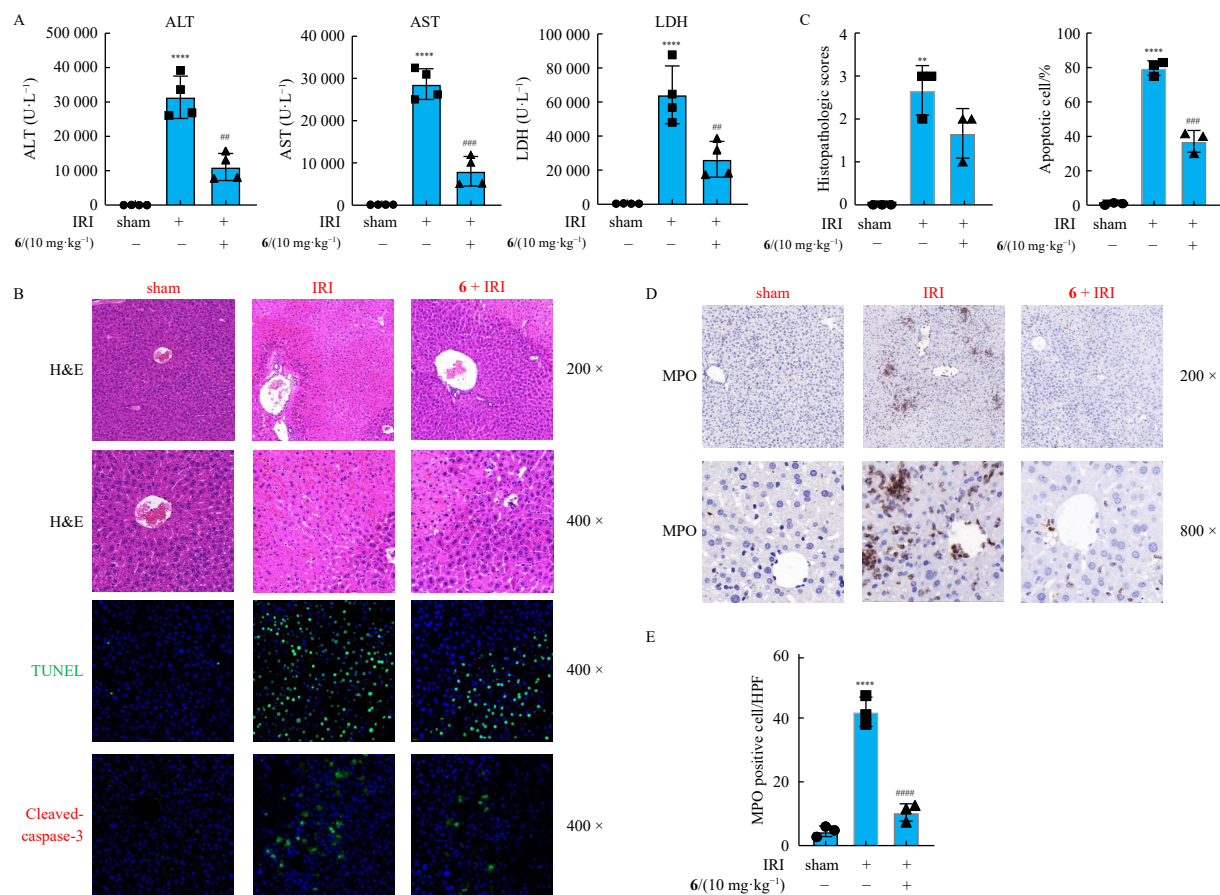 A
ALT
50 000
40 000
30 000
20 000
10 000
0
ALT (U·L⁻¹)
****
##
IRI sham + +
6/(10 mg·kg⁻¹) − − +
AST
40 000
30 000
20 000
10 000
0
AST (U·L⁻¹)
****
###
IRI sham + +
6/(10 mg·kg⁻¹) − − +
LDH
100 000
80 000
60 000
40 000
20 000
0
LDH (U·L⁻¹)
****
##
IRI sham + +
6/(10 mg·kg⁻¹) − − +
C
4
3
2
1
0
Histopathologic scores
**
IRI sham + +
6/(10 mg·kg⁻¹) − − +
100
80
60
40
20
0
Apoptotic cell/%
****
###
IRI sham + +
6/(10 mg·kg⁻¹) − − +
B
sham IRI 6 + IRI
H&E 200 ×
H&E 400 ×
TUNEL 400 ×
Cleaved-
caspase-3 400 ×
D
sham IRI 6 + IRI
MPO 200 ×
MPO 800 ×
E
60
40
20
0
MPO positive cell/HPF
****
####
IRI sham + +
6/(10 mg·kg⁻¹) − − +